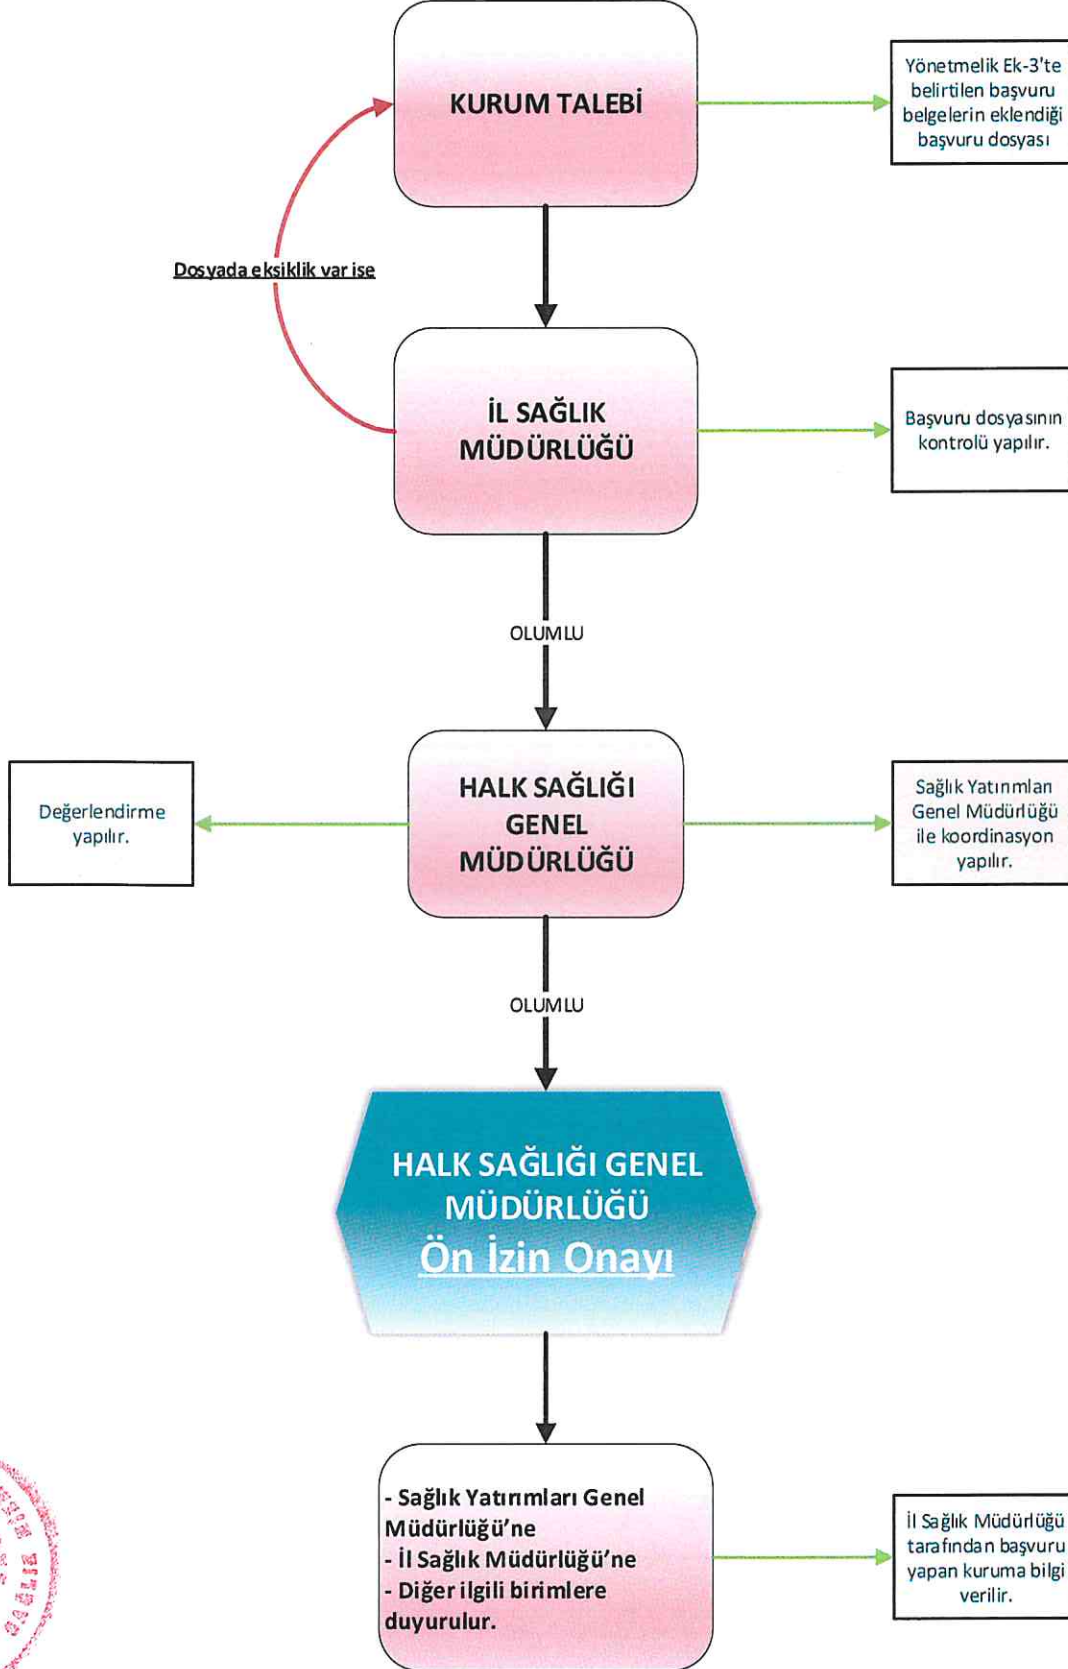 KURUM TALEBİ
Yönetmelik Ek-3'te
belirtilen başvuru
belgelerin eklendiği
başvuru dosyası
Dosyada eksiklik var ise
İL SAĞLIK
MÜDÜRLÜĞÜ
Başvuru dosyasının
kontrolü yapılır.
OLUMLU
Değerlendirme
yapılır.
HALK SAĞLIĞI
GENEL
MÜDÜRLÜĞÜ
Sağlık Yatırımları
Genel Müdürlüğü
ile koordinasyon
yapılır.
OLUMLU
HALK SAĞLIĞI GENEL
MÜDÜRLÜĞÜ
Ön İzin Onayı
- Sağlık Yatırımları Genel
Müdürlüğü’ne
- İl Sağlık Müdürlüğü’ne
- Diğer ilgili birimlere
duyurulur.
İl Sağlık Müdürlüğü
tarafından başvuru
yapan kuruma bilgi
verilir.
SAĞLIK